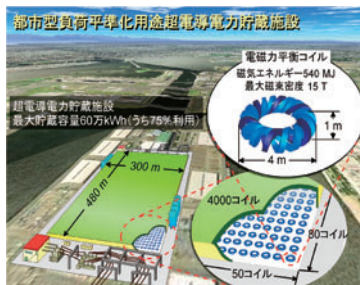 都市型負荷平準化用途超電導電力貯蔵施設
電磁力平衡コイル
磁気エネルギー540 MJ
最大磁束密度 15 T
超電導電力貯蔵施設
最大貯蔵容量60万kWh(うち75%利用)
1 m
4 m
300 m
480 m
4000コイル
80コイル
50コイル